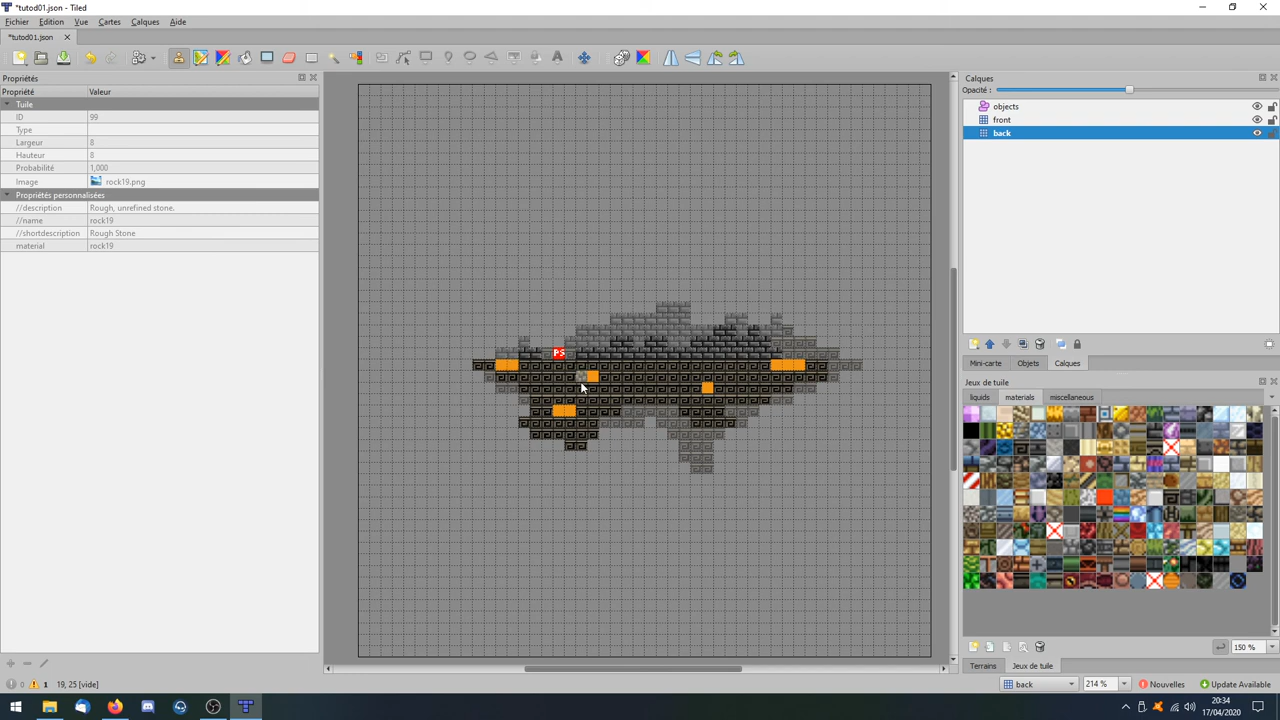 *tutod01.json - Tiled
Fichier Edition Vue Cartes Calques Aide
*tutod01.json
Propriétés
Propriété Valeur
Tuile
ID 99
Type
Largeur 8
Hauteur 8
Probabilité 1,000
Image rock19.png
Propriétés personnalisées
//description Rough, unrefined stone.
//name rock19
//shortdescription Rough Stone
material rock19
PS
Calques
Opacité :
objects
front
back
Mini-carte Objets Calques
Jeux de tuile
liquids materials miscellaneous
150 %
Terrains Jeux de tuile
0 1 19, 25 [vide]
back 214 % Nouvelles Update Available
20:34
17/04/2020